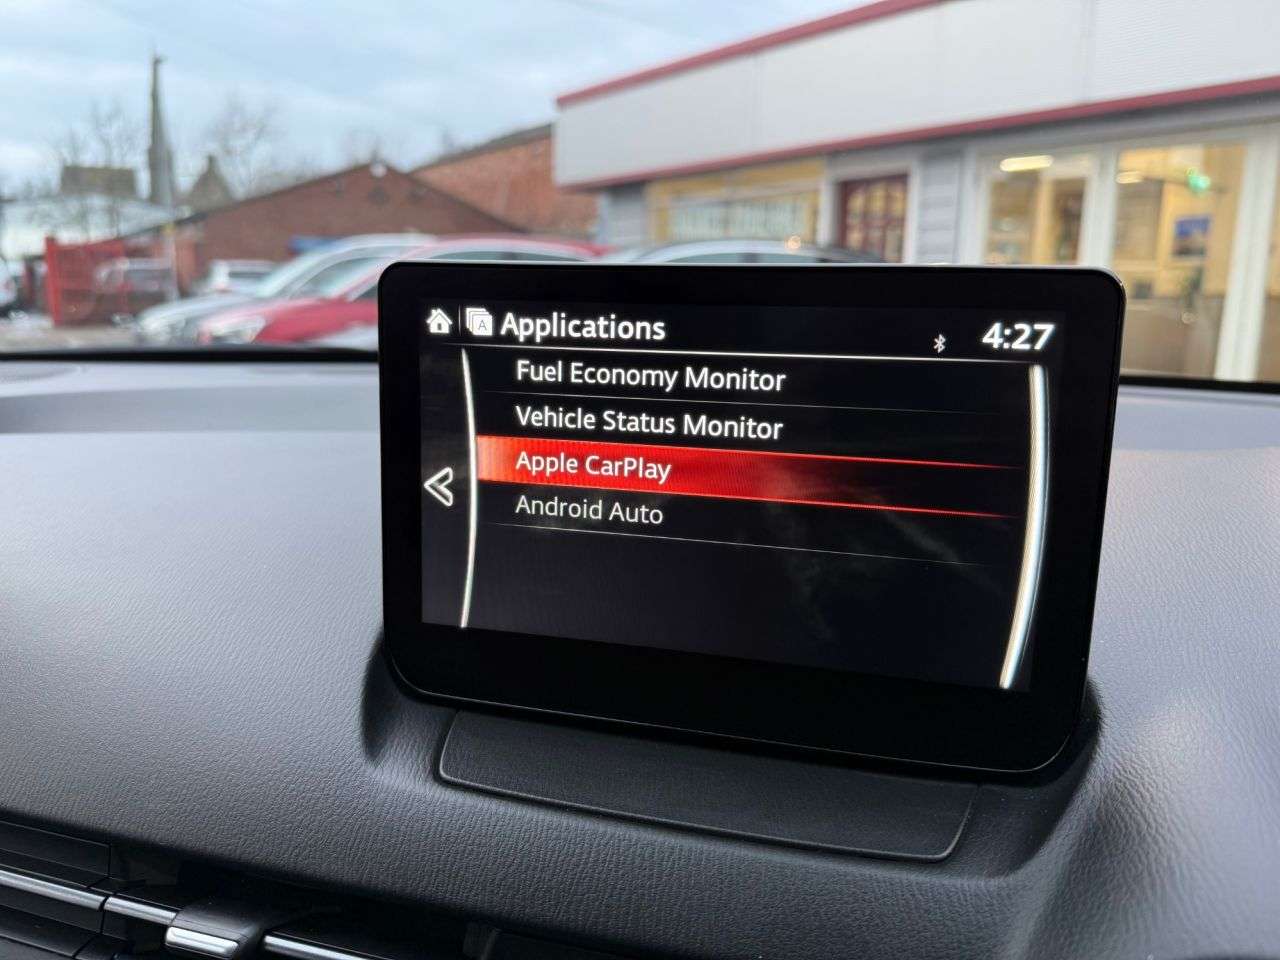 A Applications 4:27
Fuel Economy Monitor
Vehicle Status Monitor
Apple CarPlay
Android Auto